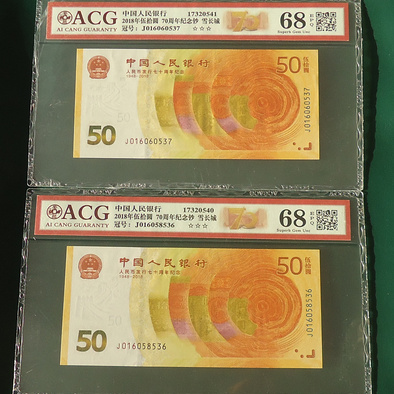 ACG
AI CANG GUARANTY
中国人民银行 17320541
2018年伍拾圆 70周年纪念钞 雪长城
冠号: J016060537 ☆☆☆
70
68 EPQ
Superb Gem Unc
中国人民银行
人民币发行七十周年纪念
1948-2018
50 伍拾圆
J016060537
50 J016060537
ACG
AI CANG GUARANTY
中国人民银行 17320540
2018年伍拾圆 70周年纪念钞 雪长城
冠号: J016058536 ☆☆☆
70
68 EPQ
Superb Gem Unc
中国人民银行
人民币发行七十周年纪念
1948-2018
50 伍拾圆
J016058536
50 J016058536